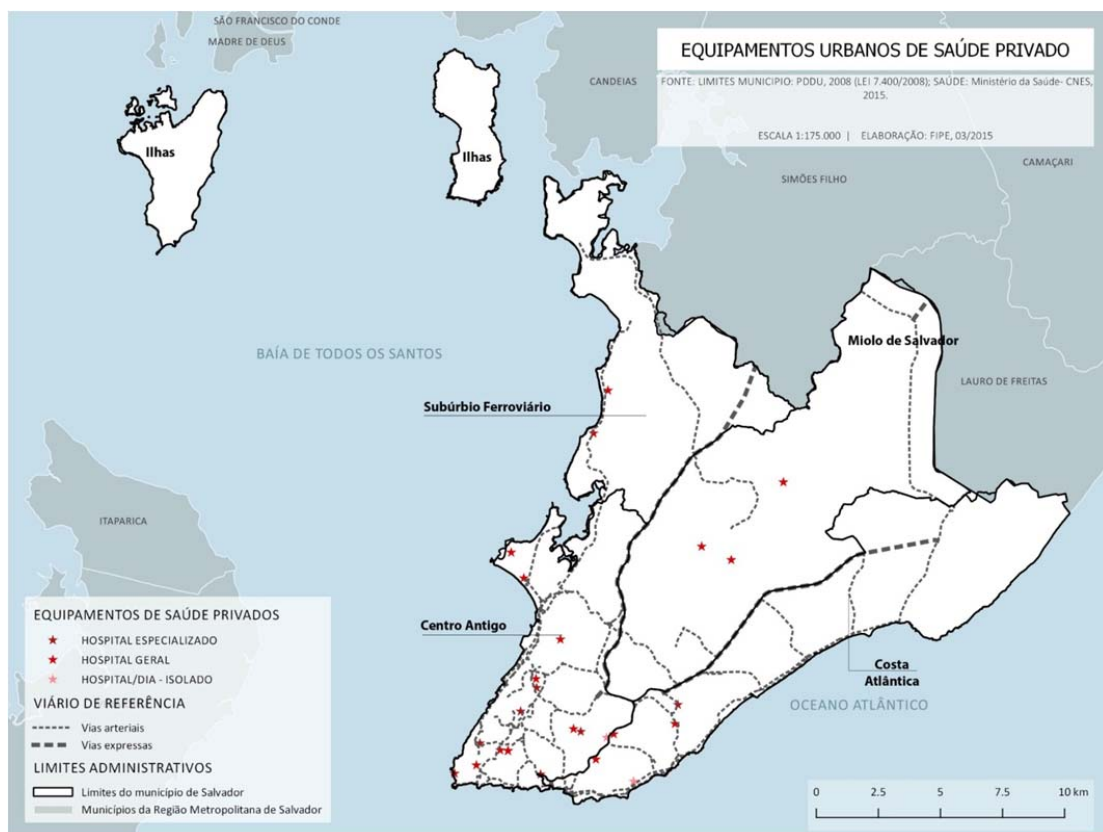 SÃO FRANCISCO DO CONDE
MADRE DE DEUS
EQUIPAMENTOS URBANOS DE SAÚDE PRIVADO
FONTE: LIMITES MUNICIPIO: PDDU, 2008 (LEI 7.400/2008); SAÚDE: Ministério da Saúde- CNES,
2015.
ESCALA 1:175.000 | ELABORAÇÃO: FIPE, 03/2015
CANDEIAS
CAMAÇARI
SIMÕES FILHO
Ilhas
Ilhas
Miolo de Salvador
BAÍA DE TODOS OS SANTOS
LAURO DE FREITAS
Subúrbio Ferroviário
ITAPARICA
Centro Antigo
Costa
Atlântica
OCEANO ATLÂNTICO
EQUIPAMENTOS DE SAÚDE PRIVADOS
HOSPITAL ESPECIALIZADO
HOSPITAL GERAL
HOSPITAL/DIA - ISOLADO
VIÁRIO DE REFERÊNCIA
Vias arteriais
Vias expressas
LIMITES ADMINISTRATIVOS
Limites do município de Salvador
Municípios da Região Metropolitana de Salvador
0 2.5 5 7.5 10 km